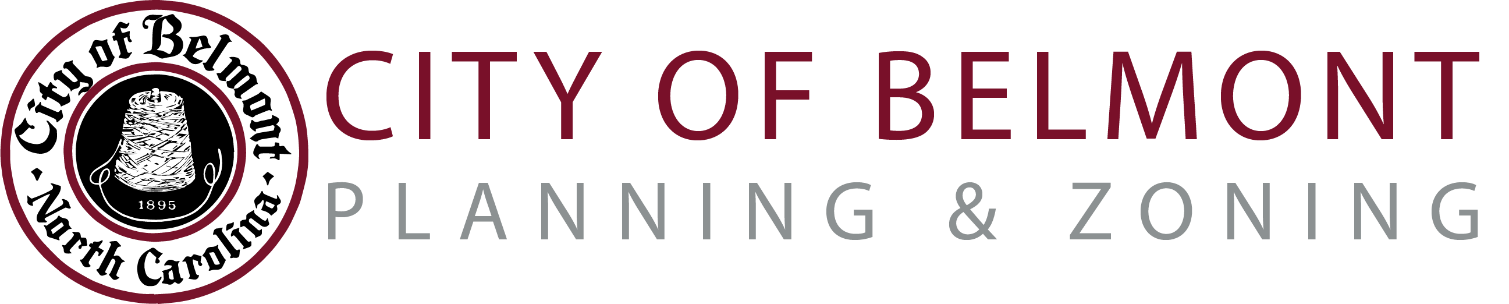 City of Belmont
1895
· North Carolina ·
CITY OF BELMONT
PLANNING & ZONING